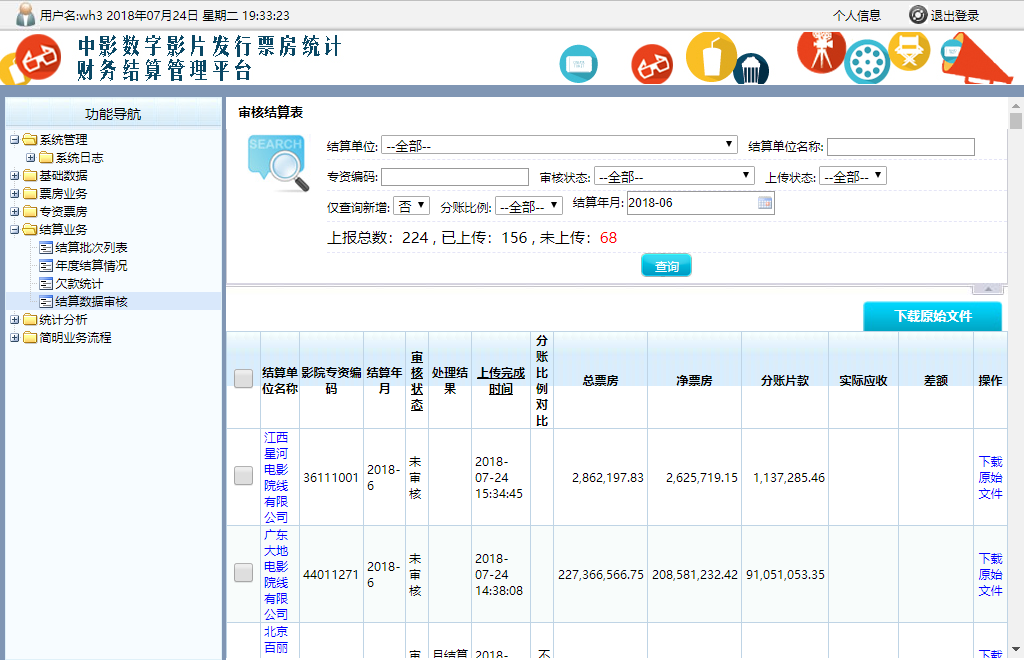 用户名:wh3 2018年07月24日 星期二 19:33:23 个人信息 退出登录
中影数字影片发行票房统计
财务结算管理平台
功能导航
系统管理
系统日志
基础数据
票房业务
专资票房
结算业务
结算批次列表
年度结算情况
欠款统计
结算数据审核
统计分析
简明业务流程
审核结算表
SEARCH
结算单位: --全部-- 结算单位名称:
专资编码: 审核状态: --全部-- 上传状态: --全部--
仅查询新增: 否 分账比例: --全部-- 结算年月: 2018-06
上报总数：224 , 已上传：156 , 未上传：68
查询
下载原始文件
结算单位名称 影院专资编码 结算年月 审核状态 处理结果 上传完成时间 分账比例对比 总票房 净票房 分账片款 实际应收 差额 操作
江西星河电影院线有限公司 36111001 2018-6 未审核 2018-07-24 15:34:45 2,862,197.83 2,625,719.15 1,137,285.46 下载原始文件
广东大地电影院线有限公司 44011271 2018-6 未审核 2018-07-24 14:38:08 227,366,566.75 208,581,232.42 91,051,053.35 下载原始文件
北京百丽 审 2018- 不 下载